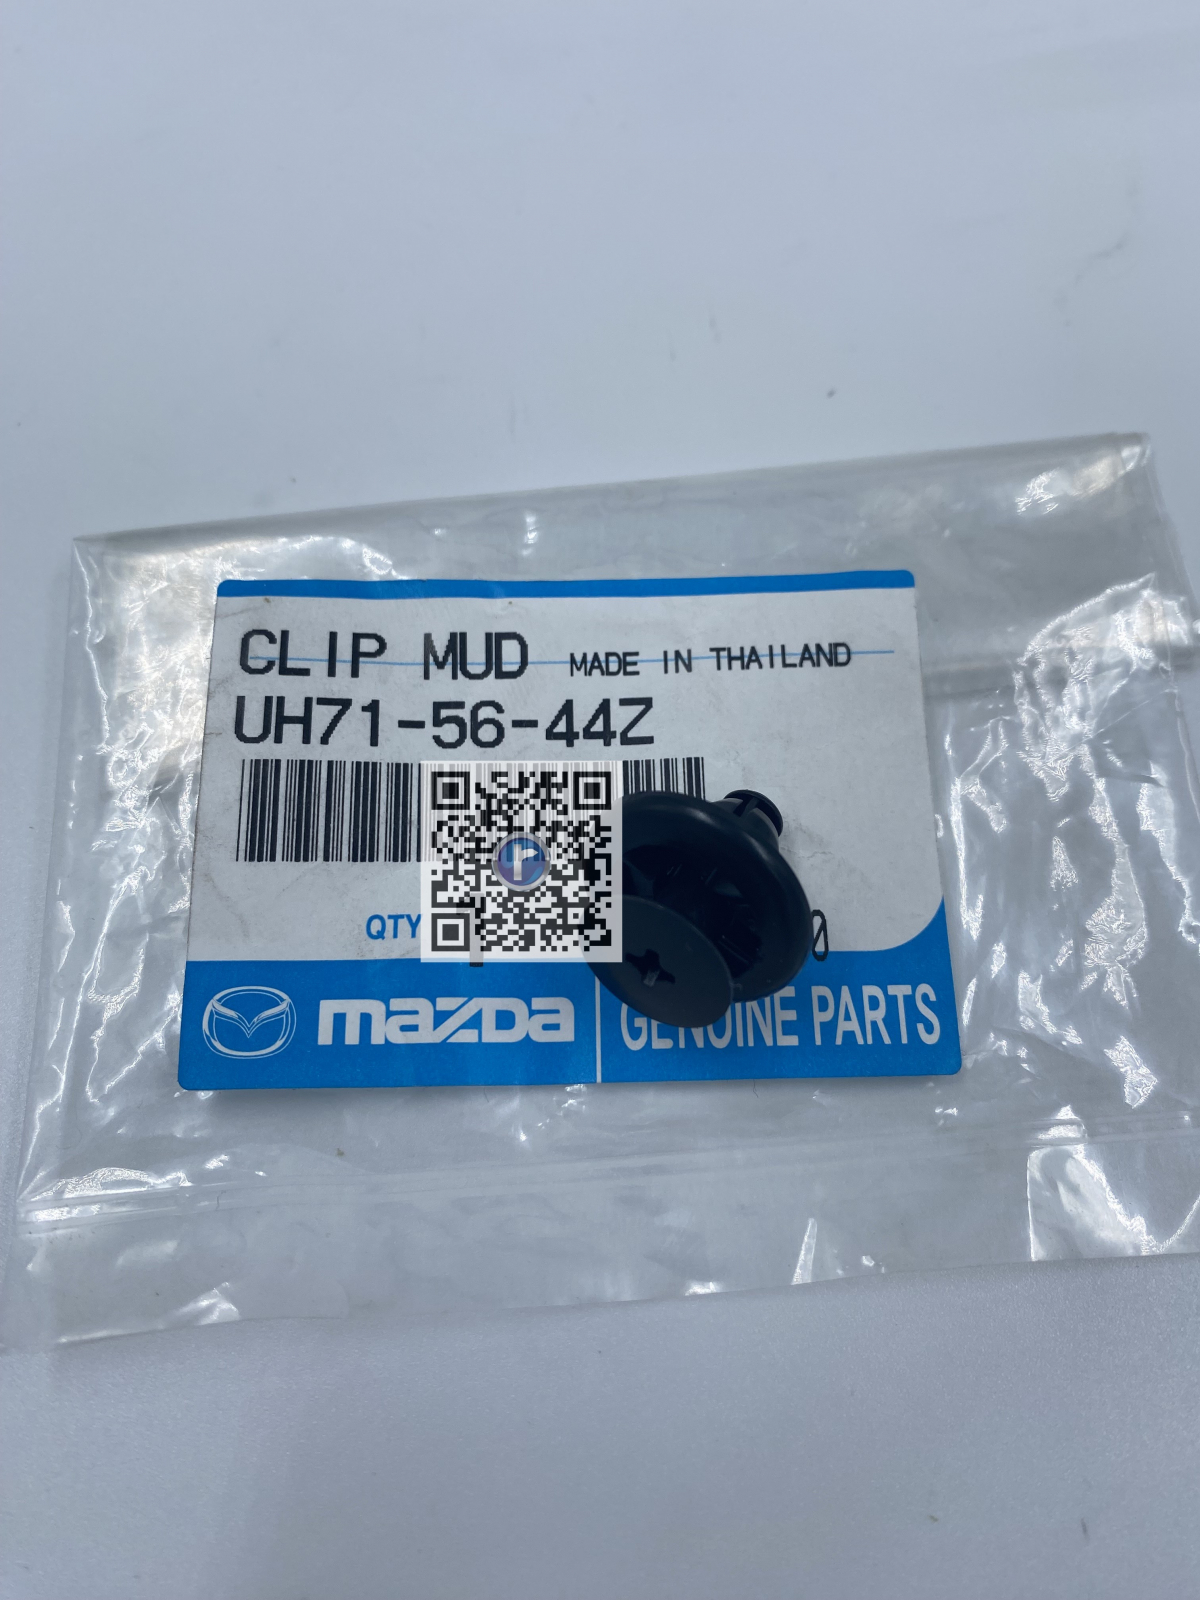 CLIP MUD MADE IN THAILAND
UH71-56-44Z
QTY
mazda GENUINE PARTS